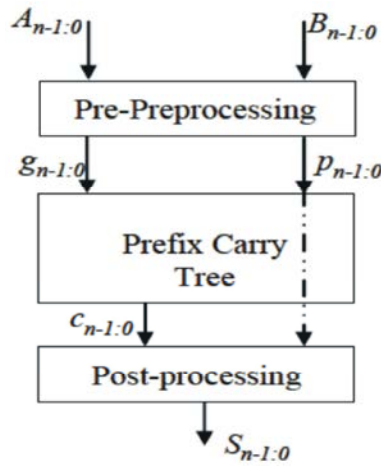 A_{n-1:0} B_{n-1:0}
Pre-Preprocessing
g_{n-1:0} p_{n-1:0}
Prefix Carry
Tree
c_{n-1:0}
Post-processing
S_{n-1:0}